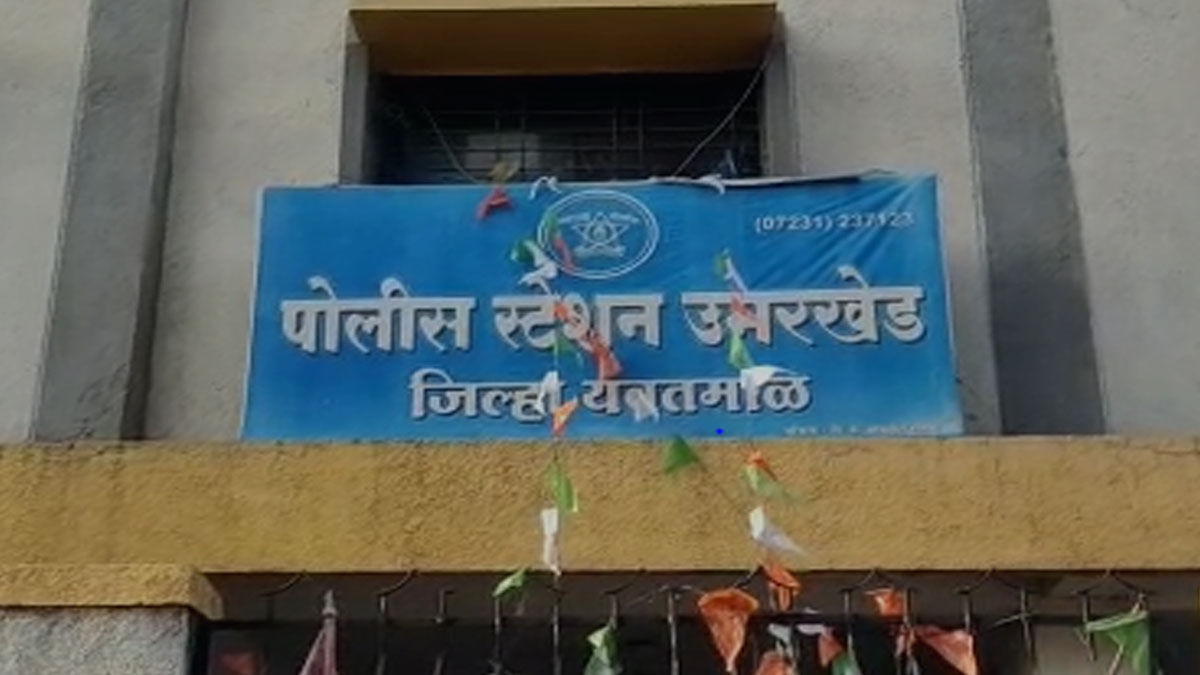 (07231) 237123
पोलीस स्टेशन उमरखेड
जिल्हा यवतमाळ